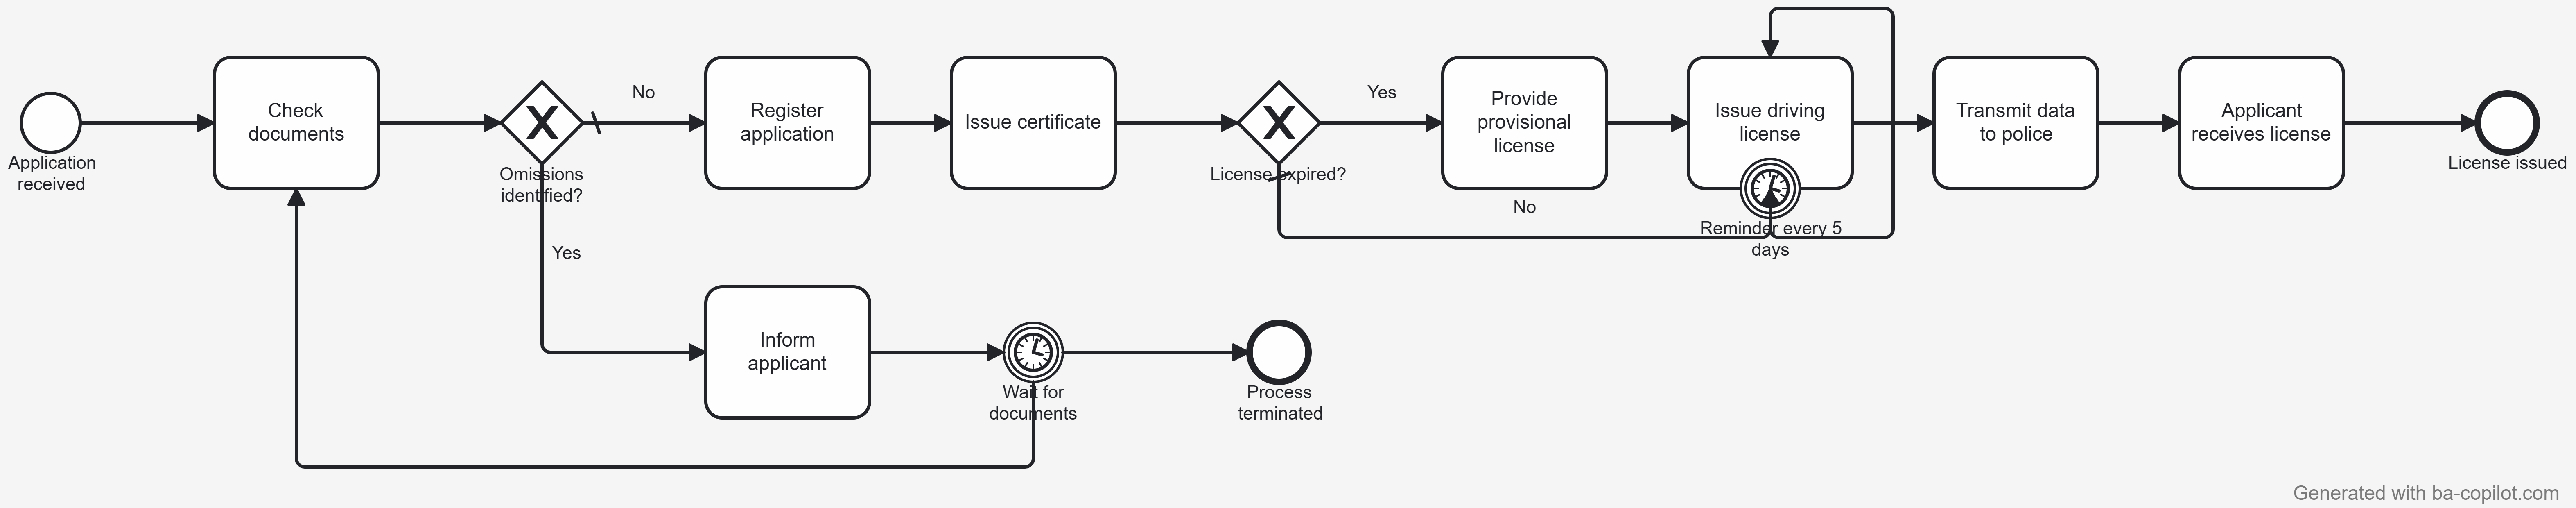 Application
received
Check
documents
Omissions
identified?
No
Yes
Register
application
Issue certificate
License expired?
Yes
No
Provide
provisional
license
Issue driving
license
Reminder every 5
days
Transmit data
to police
Applicant
receives license
License issued
Inform
applicant
Wait for
documents
Process
terminated
Generated with ba-copilot.com